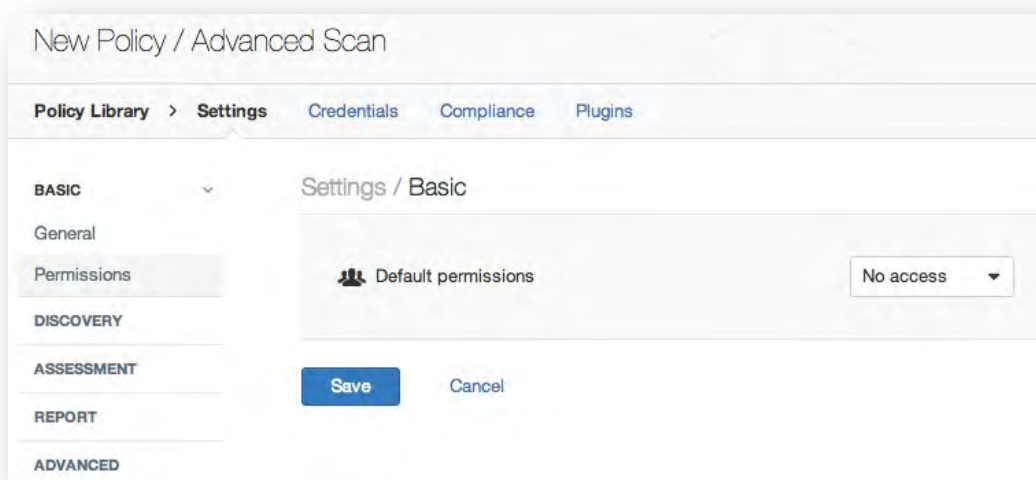 New Policy / Advanced Scan
Policy Library > Settings Credentials Compliance Plugins
BASIC
General
Permissions
DISCOVERY
ASSESSMENT
REPORT
ADVANCED
Settings / Basic
Default permissions No access
Save Cancel